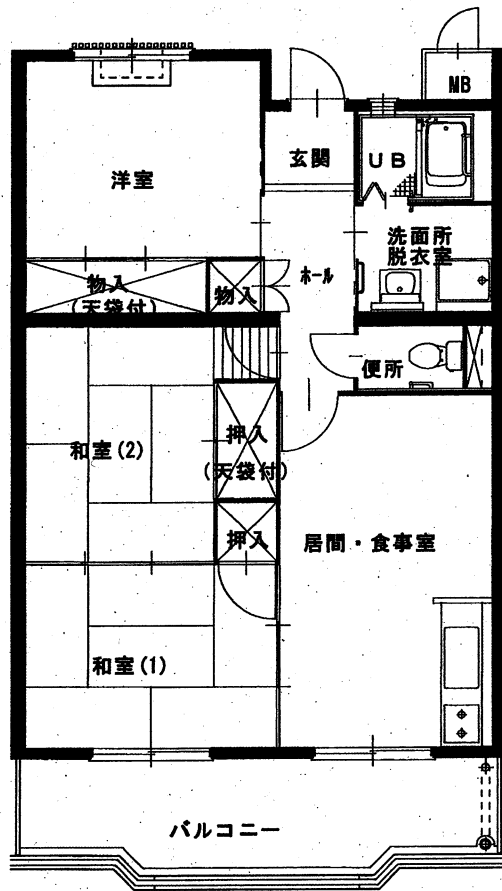 MB
玄関
UB
洋室
洗面所
脱衣室
ホール
物入
(天袋付)
物入
便所
和室(2)
押入
(天袋付)
押入
居間・食事室
和室(1)
バルコニー